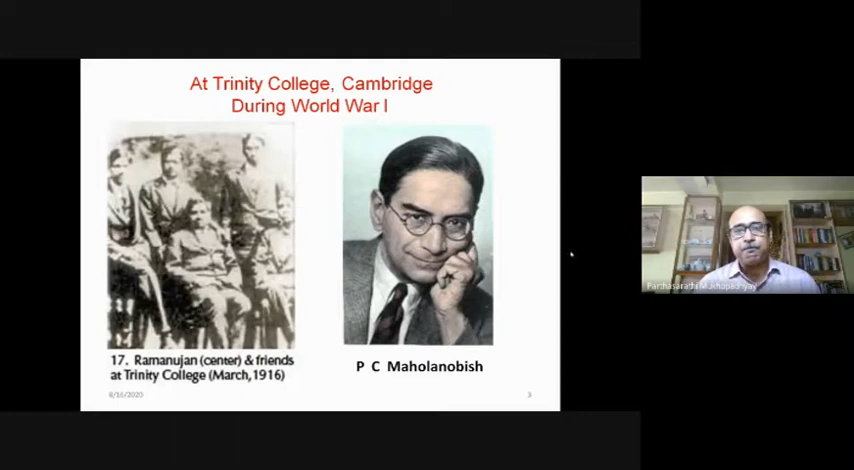 At Trinity College, Cambridge
During World War I
17. Ramanujan (center) & friends
at Trinity College (March, 1916)
P C Maholanobish
8/16/2020
3
Parthasarathi Mukhopadhyay